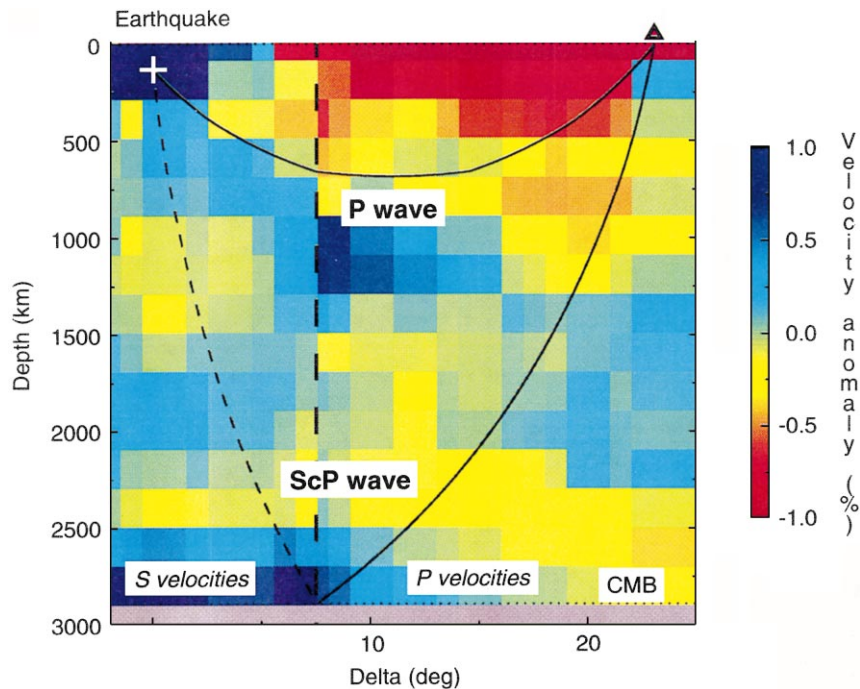 Earthquake
0
500
1000
1500
2000
2500
3000
Depth (km)
P wave
ScP wave
S velocities
P velocities
CMB
10
20
Delta (deg)
1.0
0.5
0.0
-0.5
-1.0
Velocity anomaly (%)